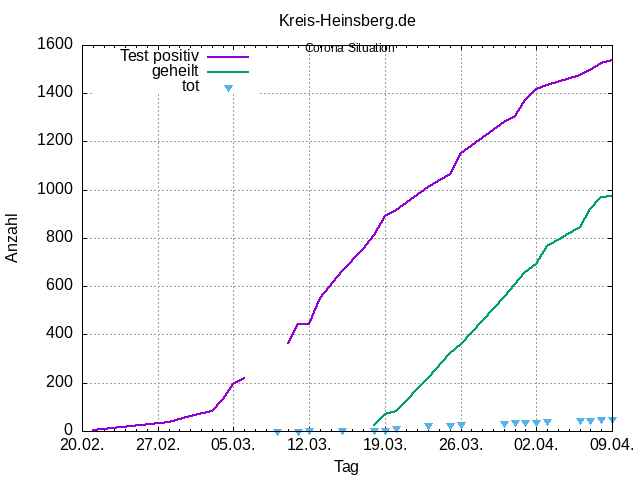 Kreis-Heinsberg.de
Corona Situation
Test positiv
geheilt
tot
1600
1400
1200
1000
800
600
400
200
0
Anzahl
20.02. 27.02. 05.03. 12.03. 19.03. 26.03. 02.04. 09.04.
Tag